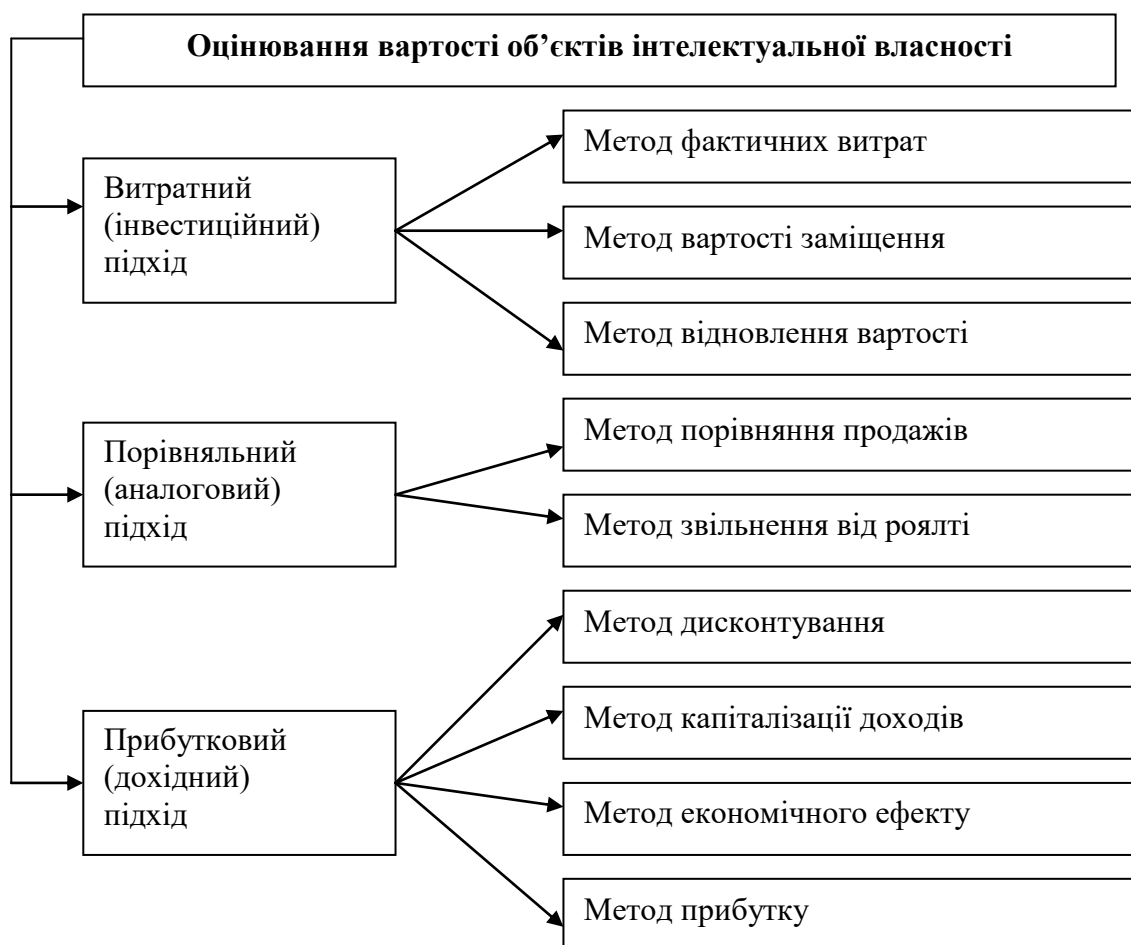 Оцінювання вартості об’єктів інтелектуальної власності
Витратний
(інвестиційний)
підхід
Метод фактичних витрат
Метод вартості заміщення
Метод відновлення вартості
Порівняльний
(аналоговий)
підхід
Метод порівняння продажів
Метод звільнення від роялті
Прибутковий
(дохідний)
підхід
Метод дисконтування
Метод капіталізації доходів
Метод економічного ефекту
Метод прибутку